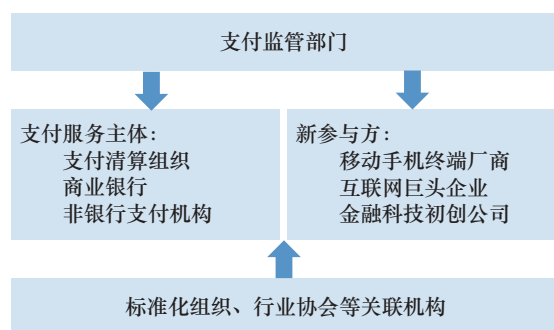 支付监管部门
支付服务主体：
支付清算组织
商业银行
非银行支付机构
新参与方：
移动手机终端厂商
互联网巨头企业
金融科技初创公司
标准化组织、行业协会等关联机构